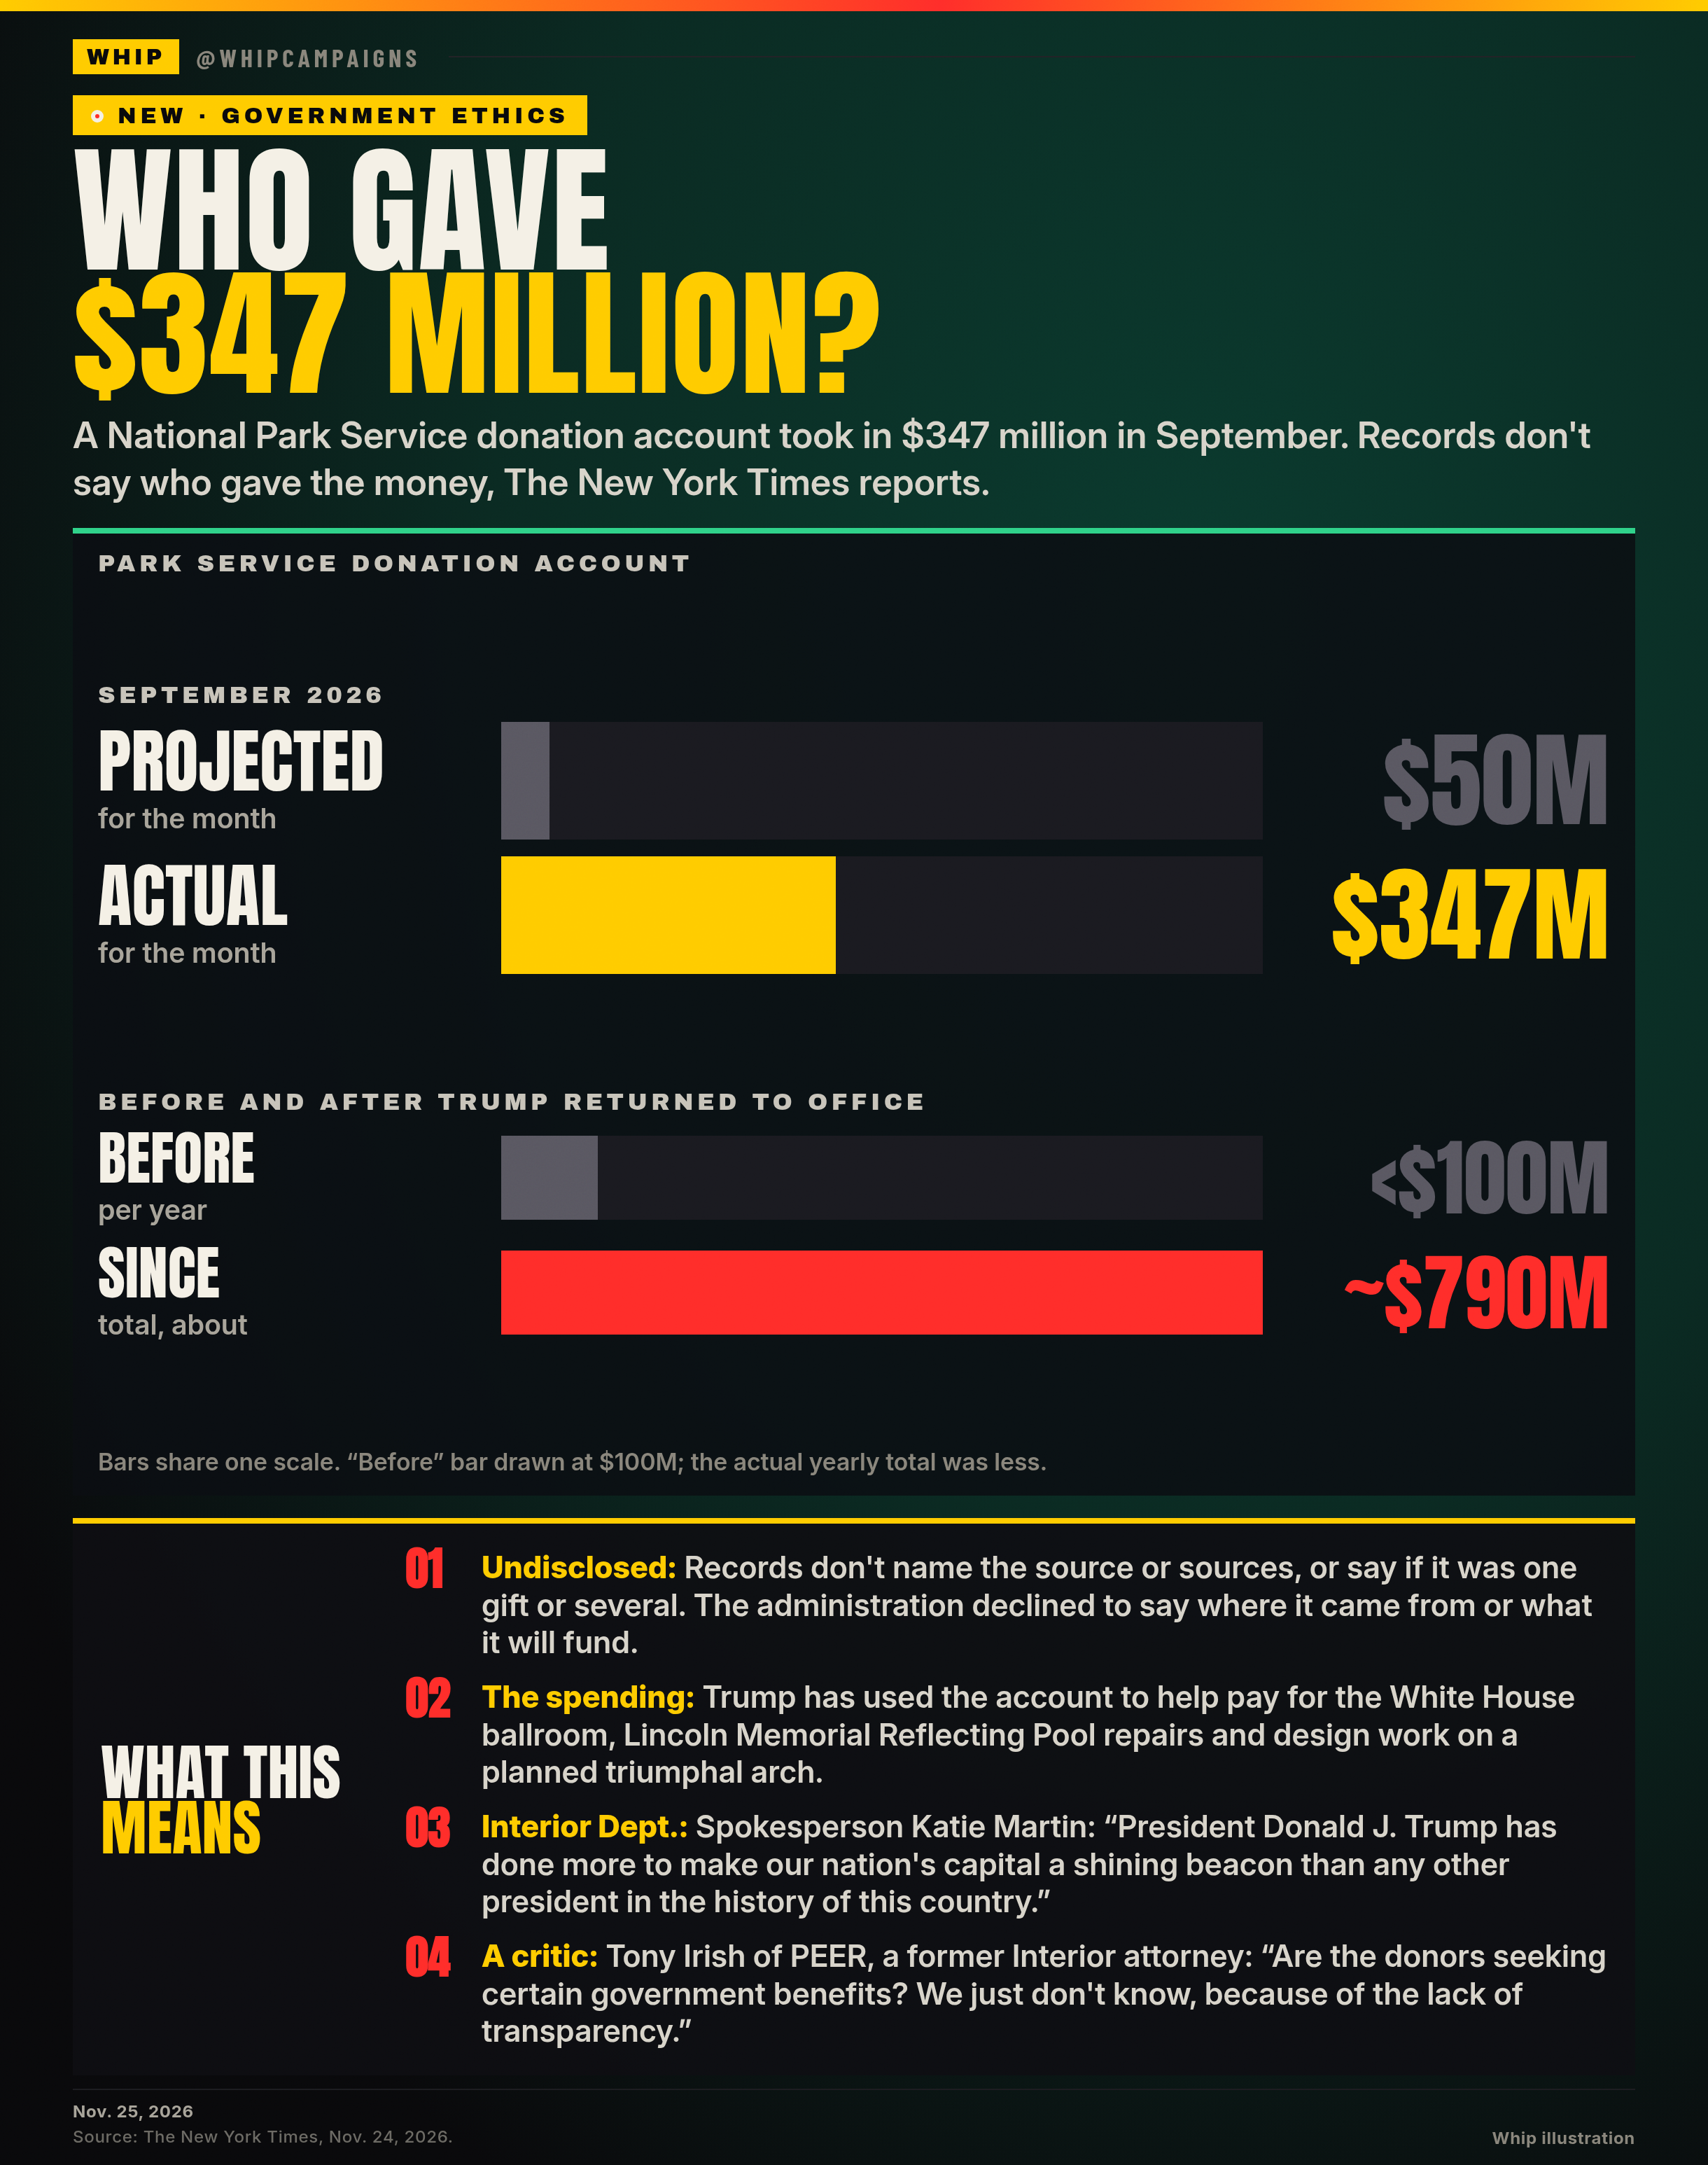 WHIP @WHIPCAMPAIGNS
NEW · GOVERNMENT ETHICS
WHO GAVE
$347 MILLION?
A National Park Service donation account took in $347 million in September. Records don't
say who gave the money, The New York Times reports.
PARK SERVICE DONATION ACCOUNT
SEPTEMBER 2026
PROJECTED
for the month
$50M
ACTUAL
for the month
$347M
BEFORE AND AFTER TRUMP RETURNED TO OFFICE
BEFORE
per year
<$100M
SINCE
total, about
~$790M
Bars share one scale. “Before” bar drawn at $100M; the actual yearly total was less.
WHAT THIS
MEANS
01 Undisclosed: Records don't name the source or sources, or say if it was one
gift or several. The administration declined to say where it came from or what
it will fund.
02 The spending: Trump has used the account to help pay for the White House
ballroom, Lincoln Memorial Reflecting Pool repairs and design work on a
planned triumphal arch.
03 Interior Dept.: Spokesperson Katie Martin: “President Donald J. Trump has
done more to make our nation's capital a shining beacon than any other
president in the history of this country.”
04 A critic: Tony Irish of PEER, a former Interior attorney: “Are the donors seeking
certain government benefits? We just don't know, because of the lack of
transparency.”
Nov. 25, 2026
Source: The New York Times, Nov. 24, 2026.
Whip illustration